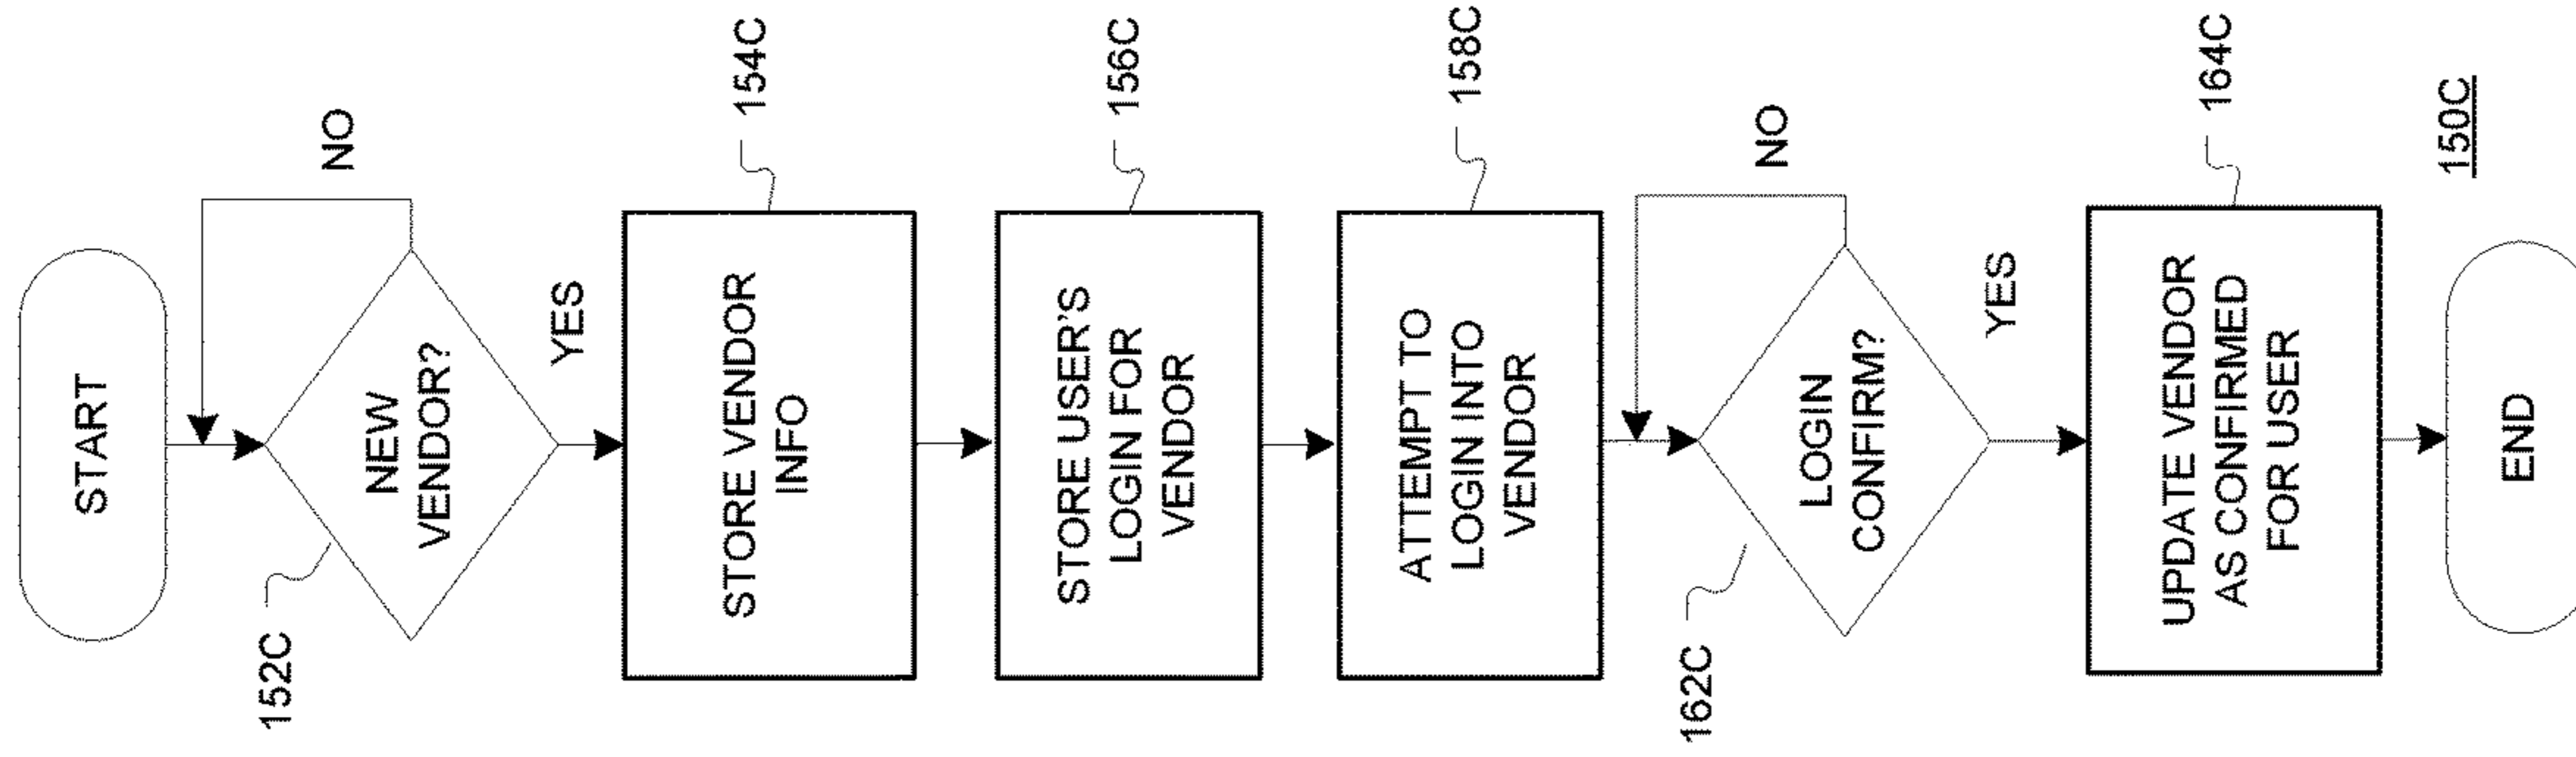 START
NO
152C
NEW
VENDOR?
YES
STORE VENDOR
INFO
154C
STORE USER'S
LOGIN FOR
VENDOR
156C
ATTEMPT TO
LOGIN INTO
VENDOR
158C
NO
162C
LOGIN
CONFIRM?
YES
UPDATE VENDOR
AS CONFIRMED
FOR USER
164C
150C
END